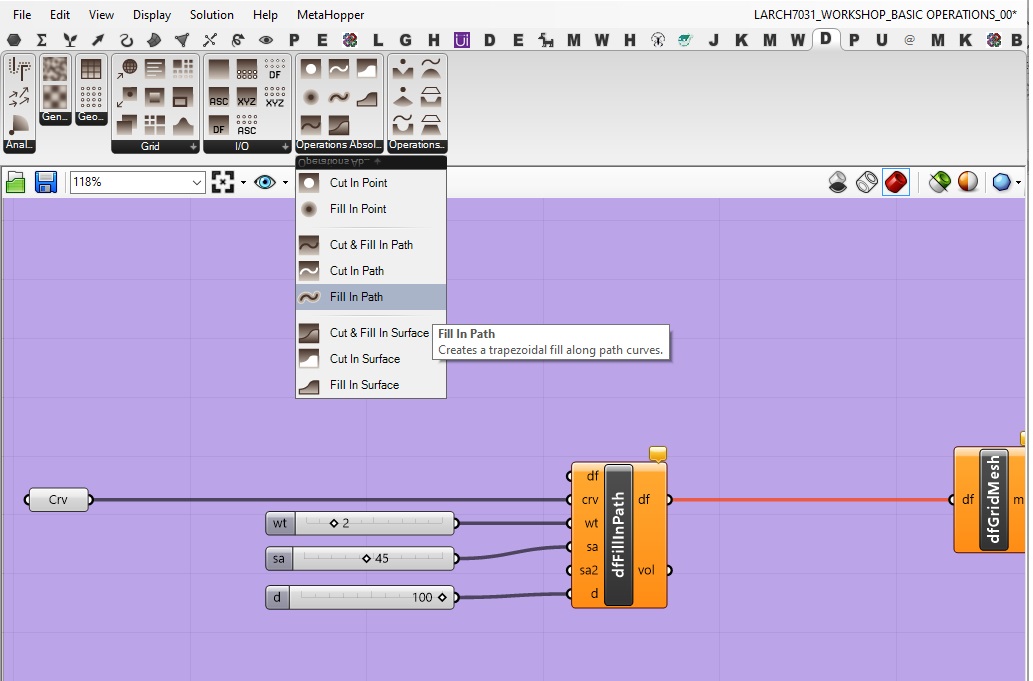 File Edit View Display Solution Help MetaHopper LARCH7031_WORKSHOP_BASIC OPERATIONS_00*
P E L G H Ui D E M W H J K M W D P U @ M K B
DF
ASC XYZ XYZ
DF ASC
Anal... Gen... Geo... Grid I/O Operations Absol... Operations...
Operations Ab...
118%
Cut In Point
Fill In Point
Cut & Fill In Path
Cut In Path
Fill In Path
Cut & Fill In Surface
Cut In Surface
Fill In Surface
Fill In Path
Creates a trapezoidal fill along path curves.
Crv
wt 2
sa 45
d 100
df
crv
wt
sa
sa2
d
dfFillInPath
df
vol
df
dfGridMesh
m